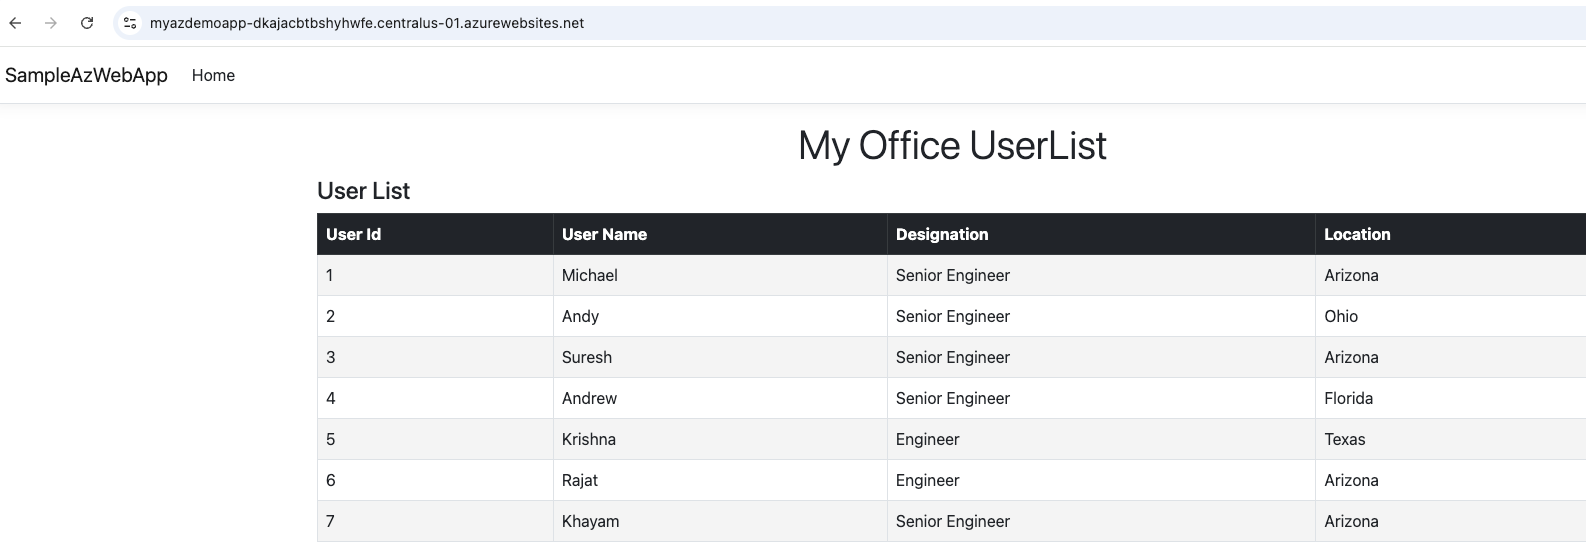 myazdemoapp-dkajacbtbshyhwfe.centralus-01.azurewebsites.net
SampleAzWebApp Home
My Office UserList
User List
User Id User Name Designation Location
1 Michael Senior Engineer Arizona
2 Andy Senior Engineer Ohio
3 Suresh Senior Engineer Arizona
4 Andrew Senior Engineer Florida
5 Krishna Engineer Texas
6 Rajat Engineer Arizona
7 Khayam Senior Engineer Arizona